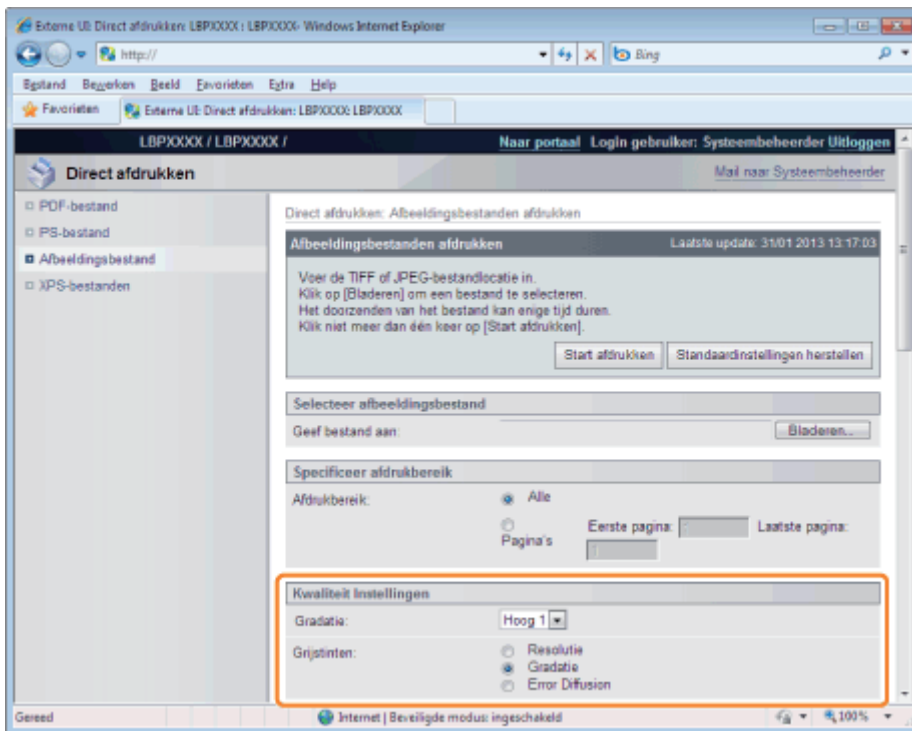 Externe UI: Direct afdrukken: LBPXXXX : LBPXXXX- Windows Internet Explorer
http://
Bing
Bestand Bewerken Beeld Favorieten Extra Help
Favorieten Externe UI: Direct afdrukken: LBPXXXX: LBPXXXX
LBPXXXX / LBPXXXX / Naar portaal Login gebruiker: Systeembeheerder Uitloggen
Direct afdrukken Mail naar Systeembeheerder
PDF-bestand
PS-bestand
Afbeeldingsbestand
XPS-bestanden
Direct afdrukken: Afbeeldingsbestanden afdrukken
Afbeeldingsbestanden afdrukken Laatste update: 31/01 2013 13:17:03
Voer de TIFF of JPEG-bestandlocatie in.
Klik op [Bladeren] om een bestand te selecteren.
Het doorzenden van het bestand kan enige tijd duren.
Klik niet meer dan één keer op [Start afdrukken].
Start afdrukken Standaardinstellingen herstellen
Selecteer afbeeldingsbestand
Geef bestand aan: Bladeren...
Specificeer afdrukbereik
Afdrukbereik: Alle
Pagina's Eerste pagina: 1 Laatste pagina:
1
Kwaliteit Instellingen
Gradatie: Hoog 1
Grijstinten: Resolutie
Gradatie
Error Diffusion
Gereed Internet | Beveiligde modus: ingeschakeld 100%